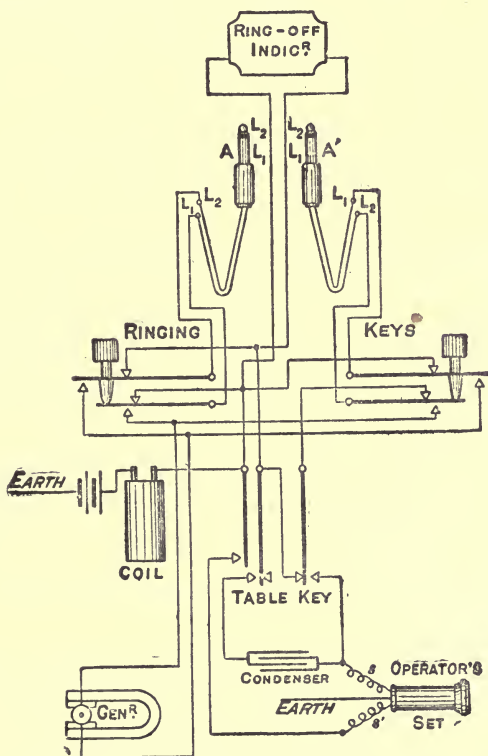 RING-OFF
INDICR.
L2 L2
A L1 L1 A'
L1 L2 L1 L2
RINGING KEYS
EARTH
COIL
TABLE KEY
CONDENSER
S OPERATOR'S
EARTH
S' SET
GENR.